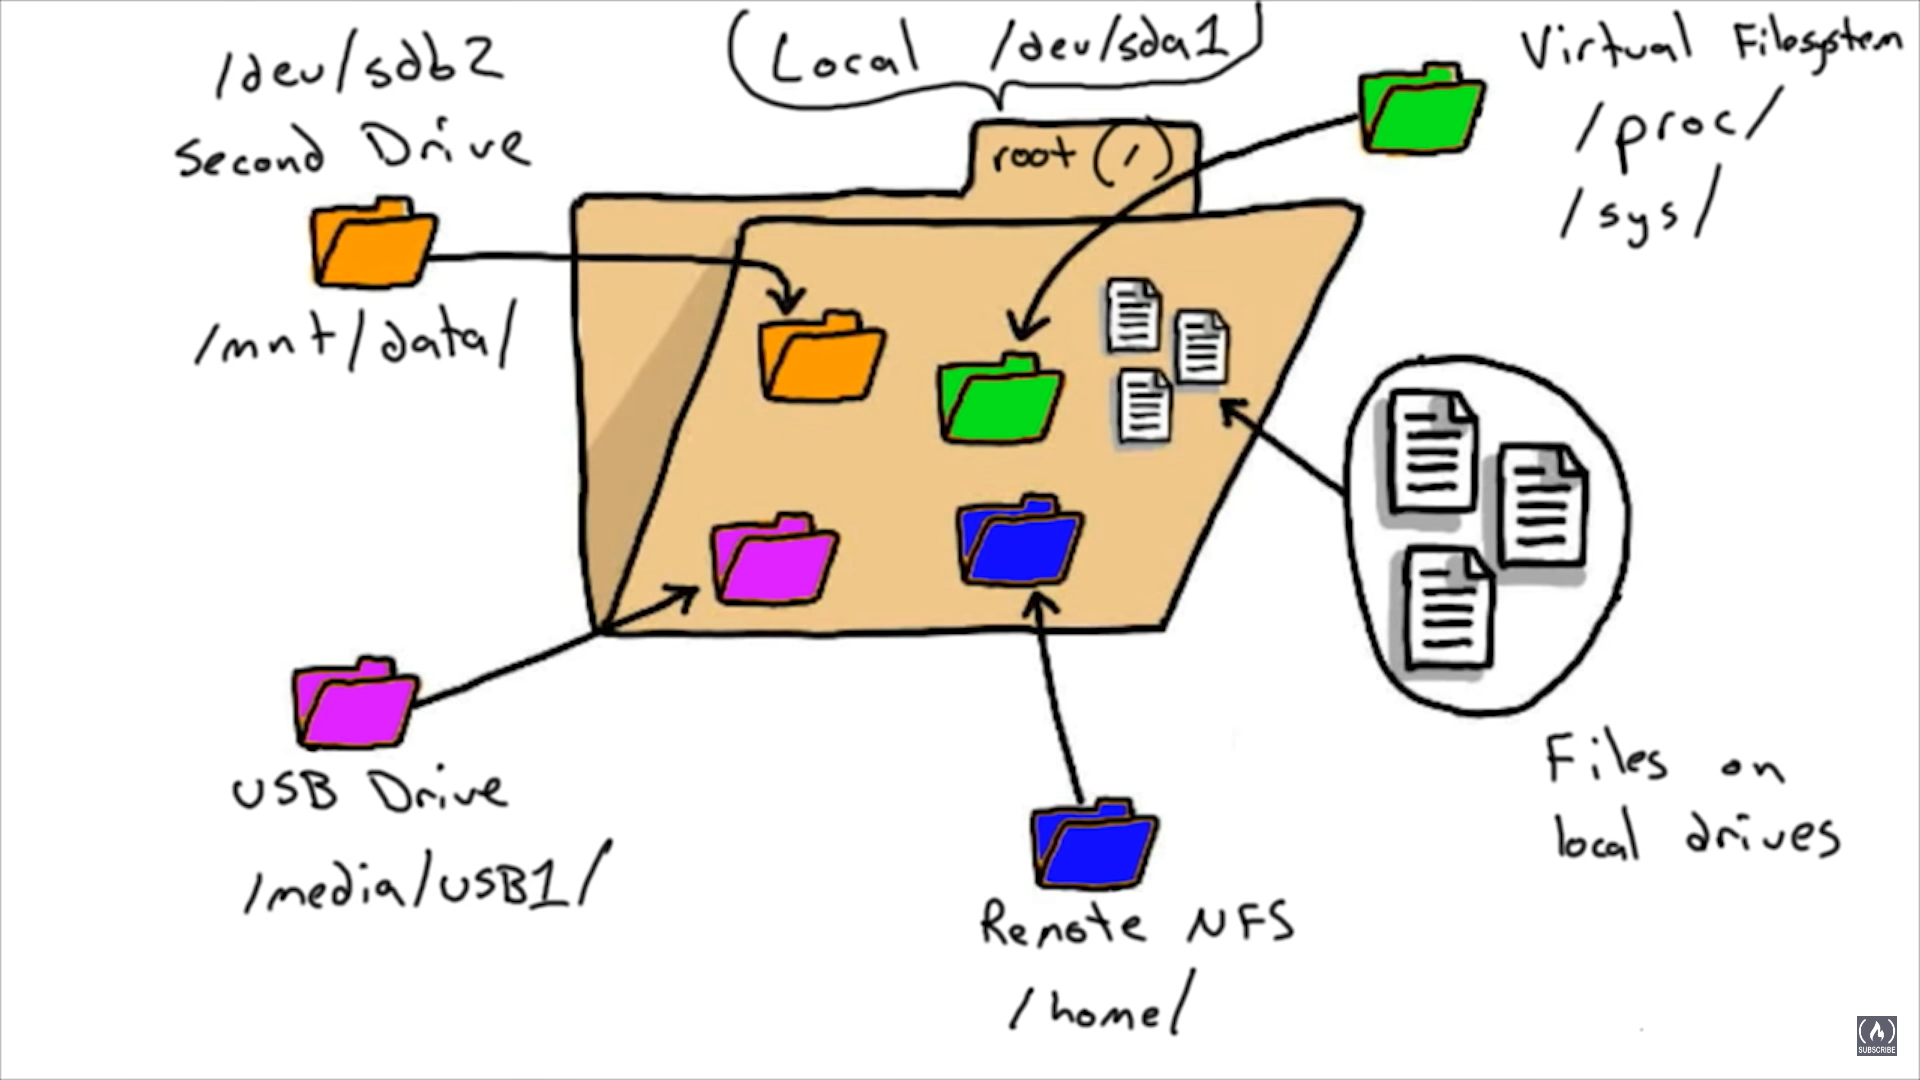 /dev/sdb2
Second Drive
/mnt/data/
Local /dev/sda1
root (/)
Virtual Filesystem
/proc/
/sys/
Files on
local drives
USB Drive
/media/USB1/
Remote NFS
/home/
SUBSCRIBE